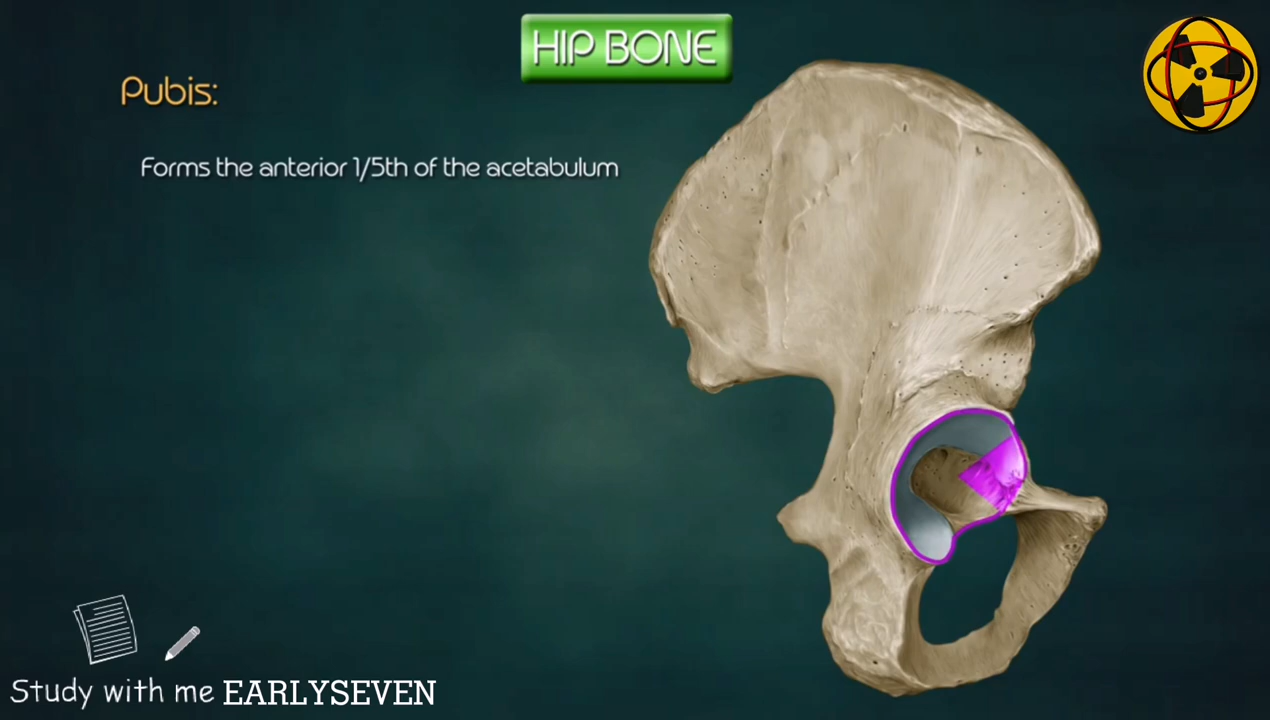 HIP BONE
Pubis:
Forms the anterior 1/5th of the acetabulum
Study with me EARLYSEVEN